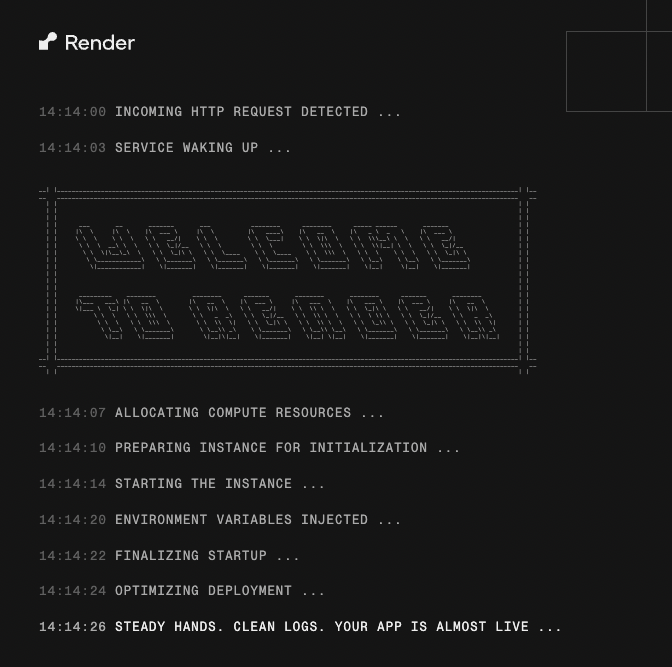 Render
14:14:00 INCOMING HTTP REQUEST DETECTED ...
14:14:03 SERVICE WAKING UP ...
WELCOME
TO RENDER
14:14:07 ALLOCATING COMPUTE RESOURCES ...
14:14:10 PREPARING INSTANCE FOR INITIALIZATION ...
14:14:14 STARTING THE INSTANCE ...
14:14:20 ENVIRONMENT VARIABLES INJECTED ...
14:14:22 FINALIZING STARTUP ...
14:14:24 OPTIMIZING DEPLOYMENT ...
14:14:26 STEADY HANDS. CLEAN LOGS. YOUR APP IS ALMOST LIVE ...